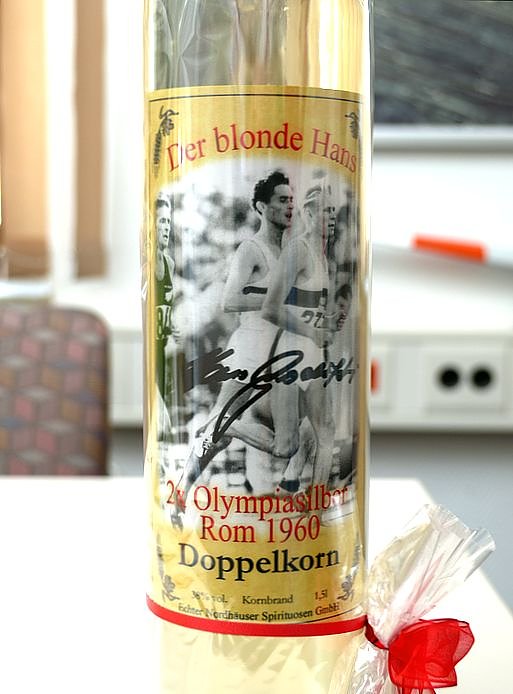 Der blonde Hans
2x Olympiasilber
Rom 1960
Doppelkorn
38% vol. Kornbrand 1,5l
Echter Nordhäuser Spirituosen GmbH